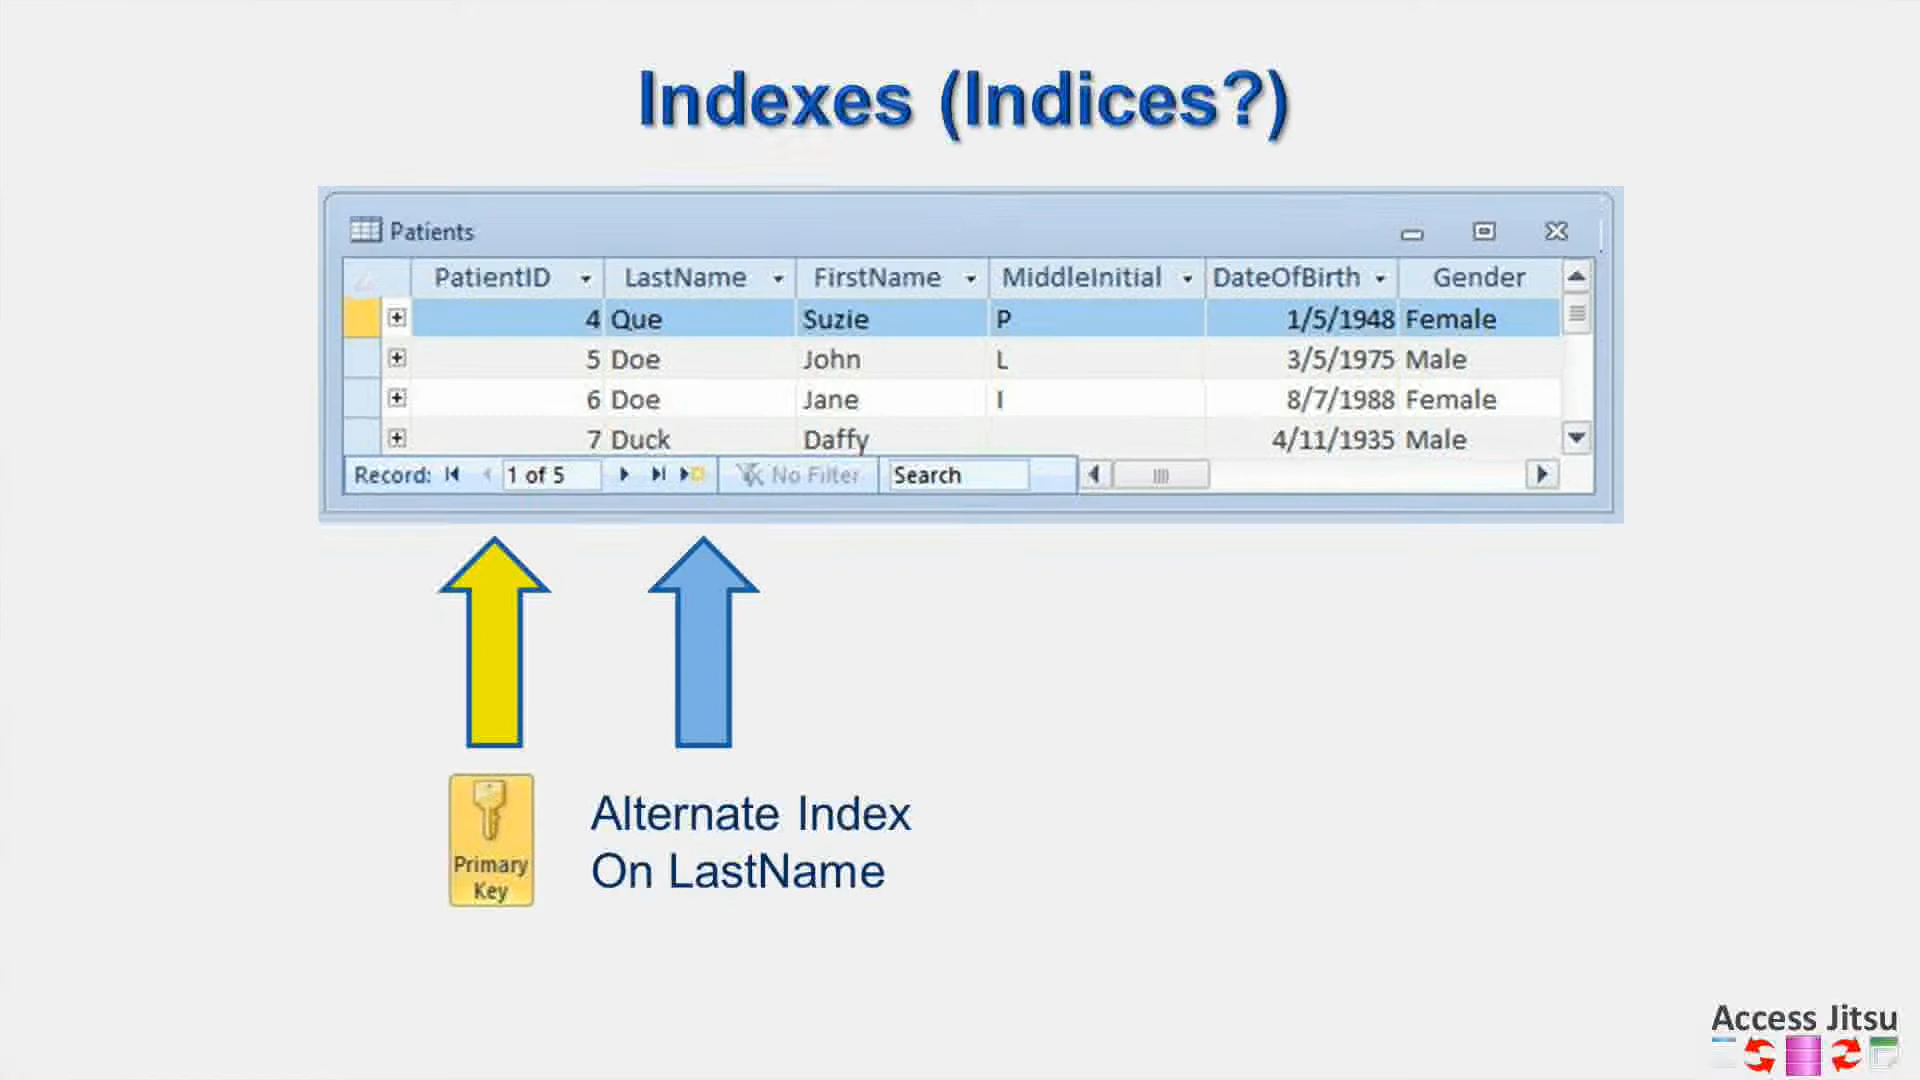 Indexes (Indices?)
Patients
PatientID LastName FirstName MiddleInitial DateOfBirth Gender
4 Que Suzie P 1/5/1948 Female
5 Doe John L 3/5/1975 Male
6 Doe Jane I 8/7/1988 Female
7 Duck Daffy 4/11/1935 Male
Record: 1 of 5 No Filter Search
Primary
Key
Alternate Index
On LastName
Access Jitsu